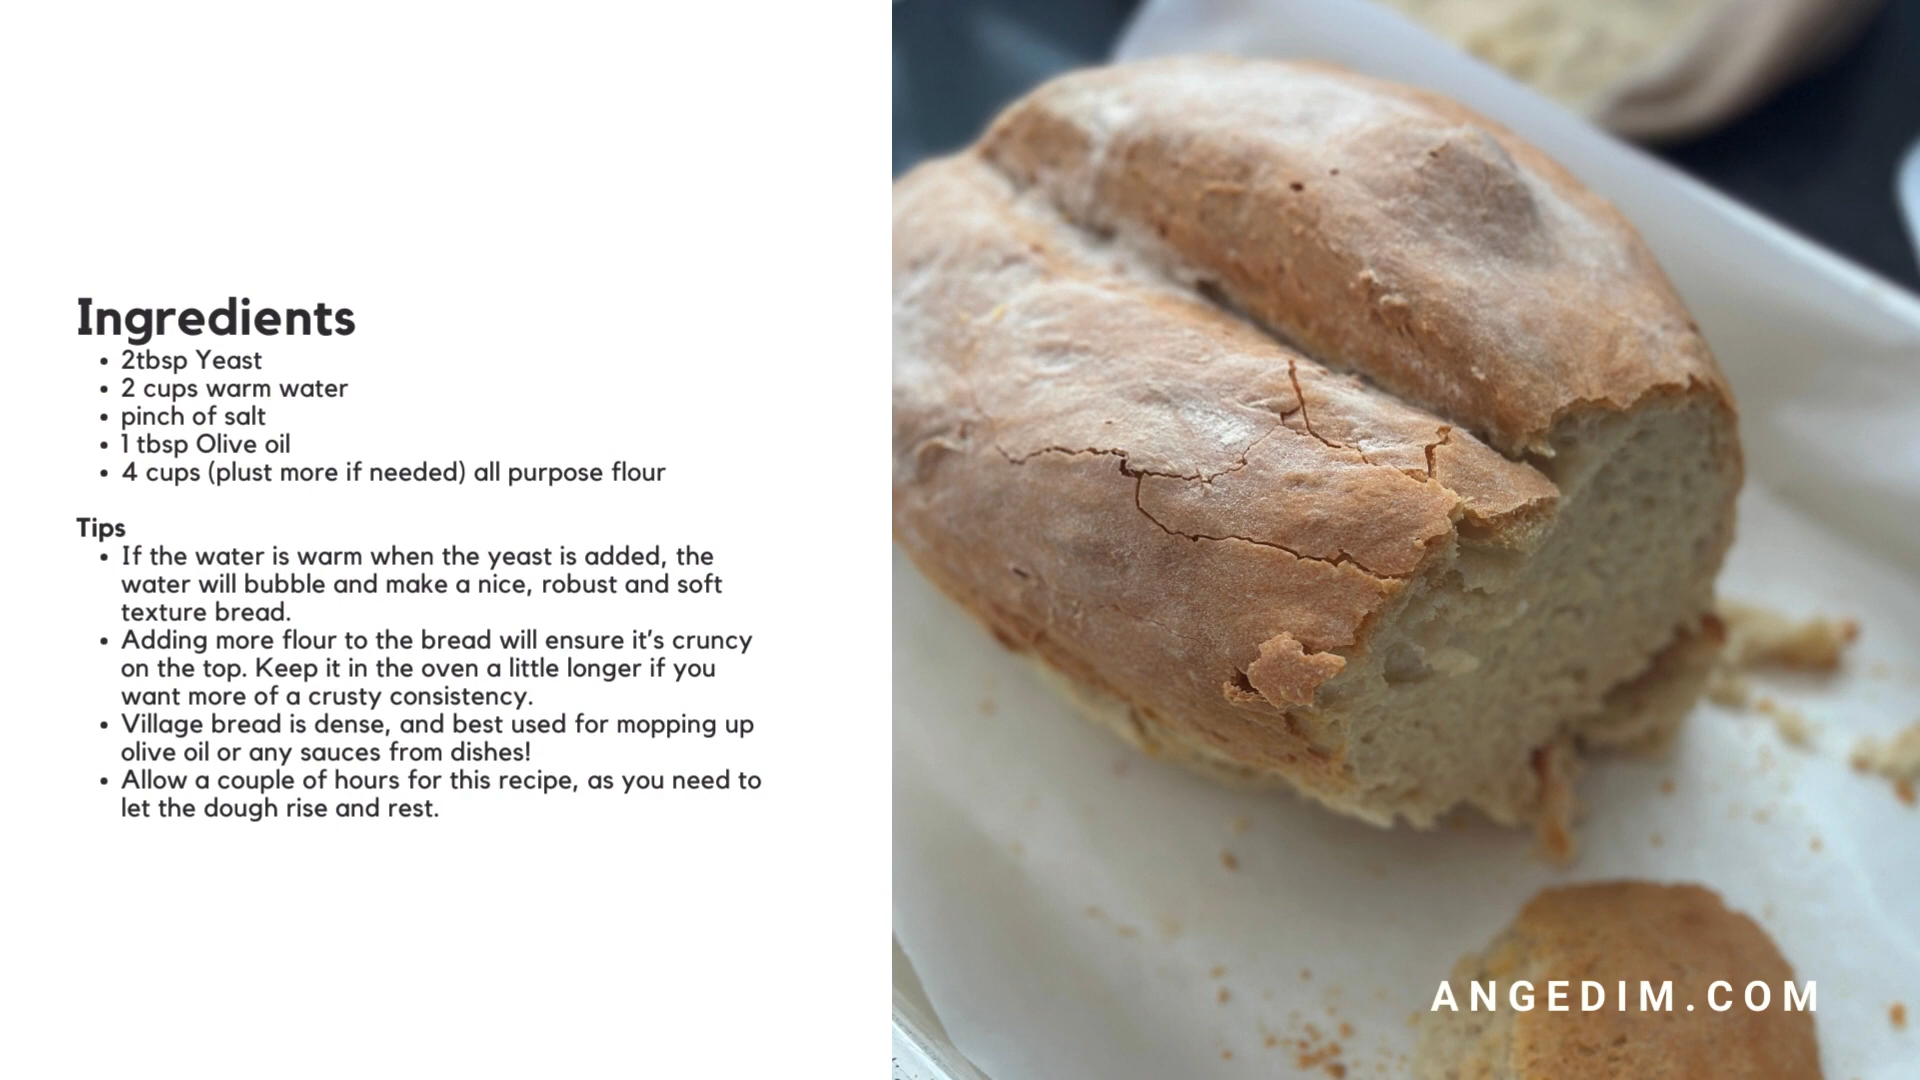 Ingredients
• 2tbsp Yeast
• 2 cups warm water
• pinch of salt
• 1 tbsp Olive oil
• 4 cups (plust more if needed) all purpose flour
Tips
• If the water is warm when the yeast is added, the
water will bubble and make a nice, robust and soft
texture bread.
• Adding more flour to the bread will ensure it's cruncy
on the top. Keep it in the oven a little longer if you
want more of a crusty consistency.
• Village bread is dense, and best used for mopping up
olive oil or any sauces from dishes!
• Allow a couple of hours for this recipe, as you need to
let the dough rise and rest.
ANGEDIM.COM